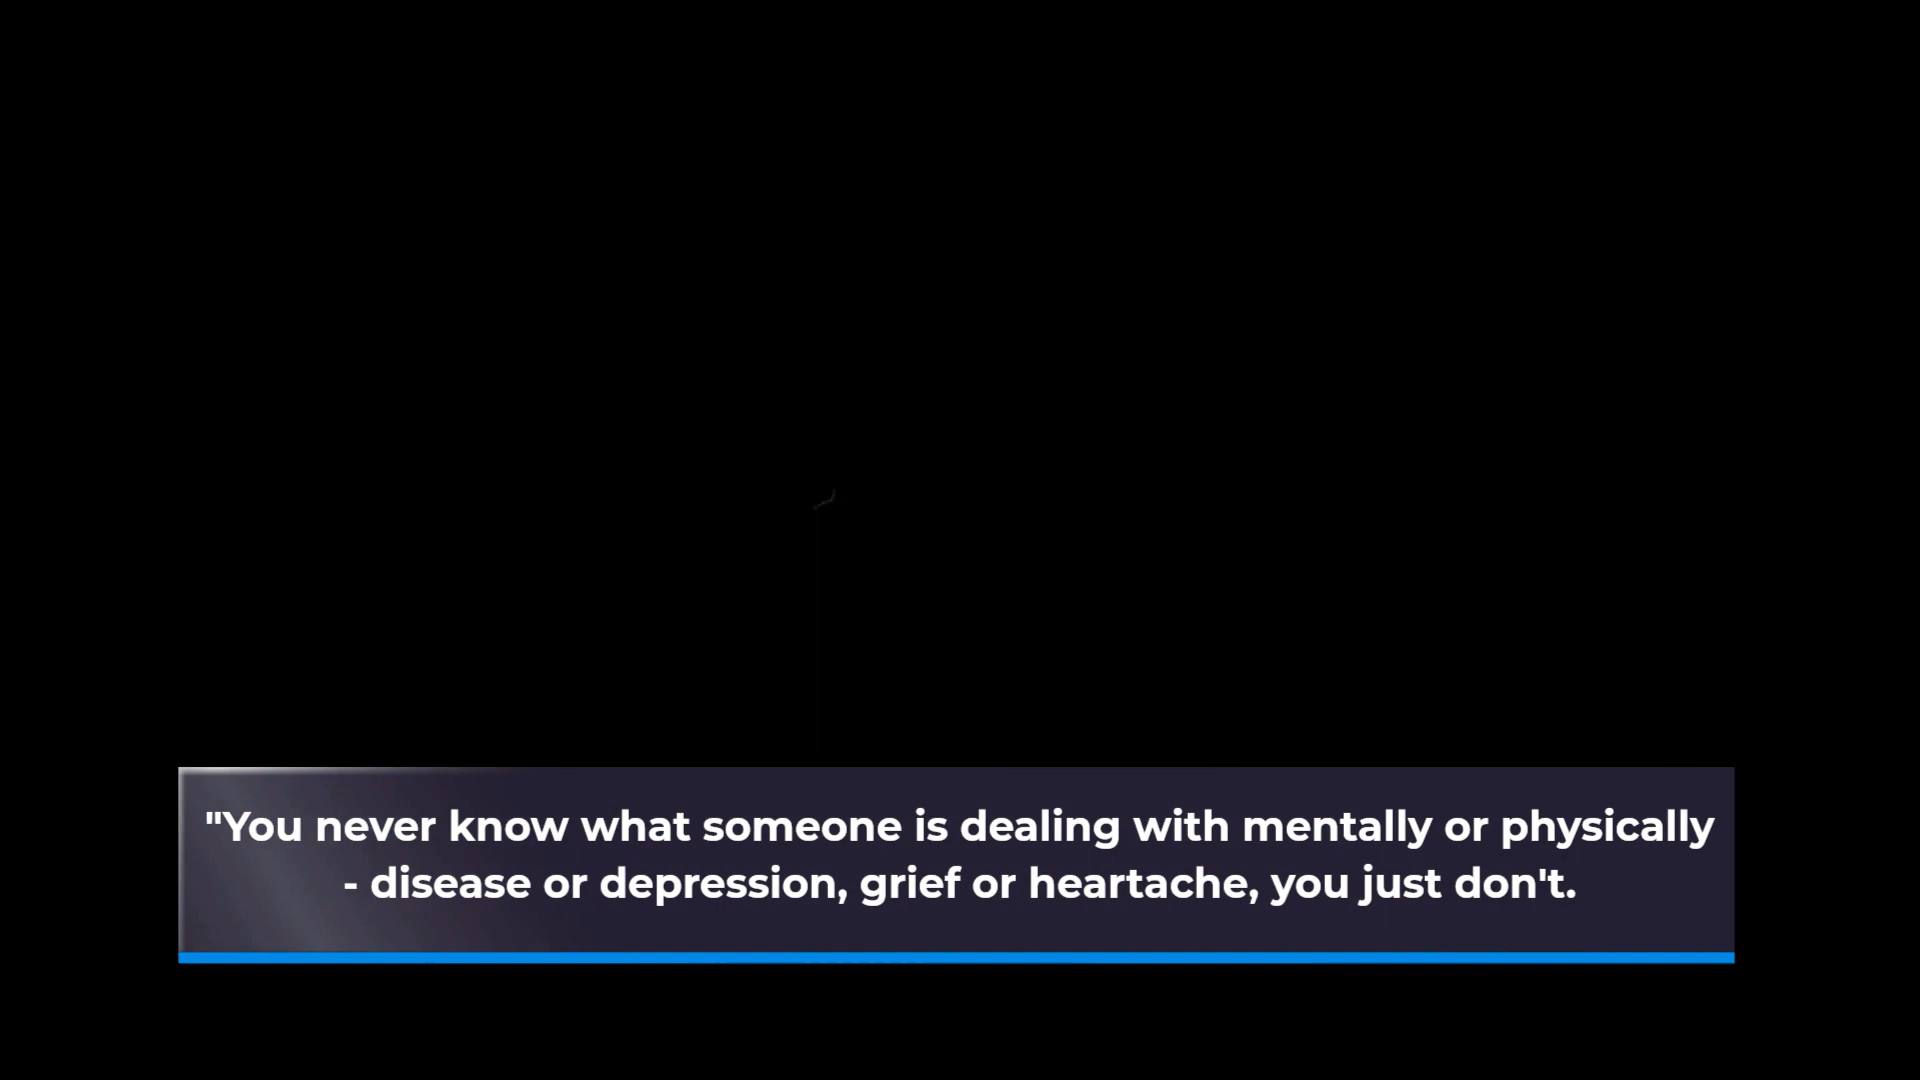 "You never know what someone is dealing with mentally or physically
- disease or depression, grief or heartache, you just don't.